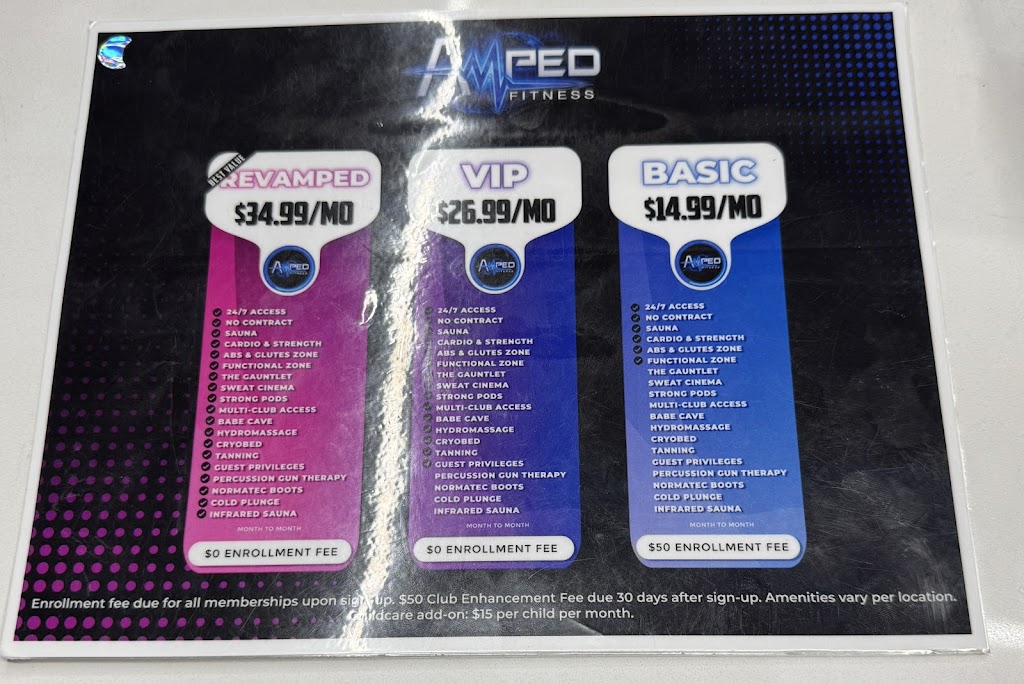 AMPED
FITNESS
BEST VALUE
REVAMPED
$34.99/MO
AMPED
FITNESS
24/7 ACCESS
NO CONTRACT
SAUNA
CARDIO & STRENGTH
ABS & GLUTES ZONE
FUNCTIONAL ZONE
THE GAUNTLET
SWEAT CINEMA
STRONG PODS
MULTI-CLUB ACCESS
BABE CAVE
HYDROMASSAGE
CRYOBED
TANNING
GUEST PRIVILEGES
PERCUSSION GUN THERAPY
NORMATEC BOOTS
COLD PLUNGE
INFRARED SAUNA
MONTH TO MONTH
$0 ENROLLMENT FEE
VIP
$26.99/MO
AMPED
FITNESS
24/7 ACCESS
NO CONTRACT
SAUNA
CARDIO & STRENGTH
ABS & GLUTES ZONE
FUNCTIONAL ZONE
THE GAUNTLET
SWEAT CINEMA
STRONG PODS
MULTI-CLUB ACCESS
BABE CAVE
HYDROMASSAGE
CRYOBED
TANNING
GUEST PRIVILEGES
PERCUSSION GUN THERAPY
NORMATEC BOOTS
COLD PLUNGE
INFRARED SAUNA
MONTH TO MONTH
$0 ENROLLMENT FEE
BASIC
$14.99/MO
AMPED
FITNESS
24/7 ACCESS
NO CONTRACT
SAUNA
CARDIO & STRENGTH
ABS & GLUTES ZONE
FUNCTIONAL ZONE
THE GAUNTLET
SWEAT CINEMA
STRONG PODS
MULTI-CLUB ACCESS
BABE CAVE
HYDROMASSAGE
CRYOBED
TANNING
GUEST PRIVILEGES
PERCUSSION GUN THERAPY
NORMATEC BOOTS
COLD PLUNGE
INFRARED SAUNA
MONTH TO MONTH
$50 ENROLLMENT FEE
Enrollment fee due for all memberships upon sign-up. $50 Club Enhancement Fee due 30 days after sign-up. Amenities vary per location.
Childcare add-on: $15 per child per month.